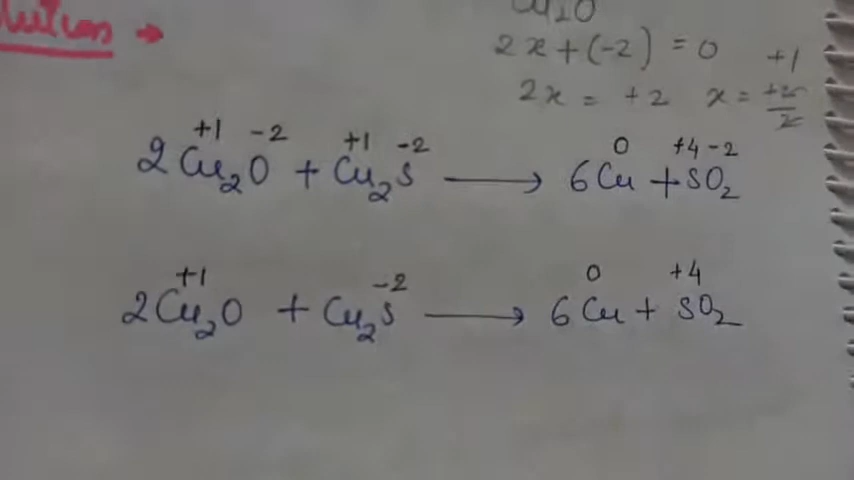 Cu2O
2x+(-2) = 0 +1
2x = +2 x = +2/2
+1 -2 +1 -2 0 +4 -2
2Cu2O + Cu2S ⟶ 6Cu + SO2
+1 -2 0 +4
2Cu2O + Cu2S ⟶ 6Cu + SO2